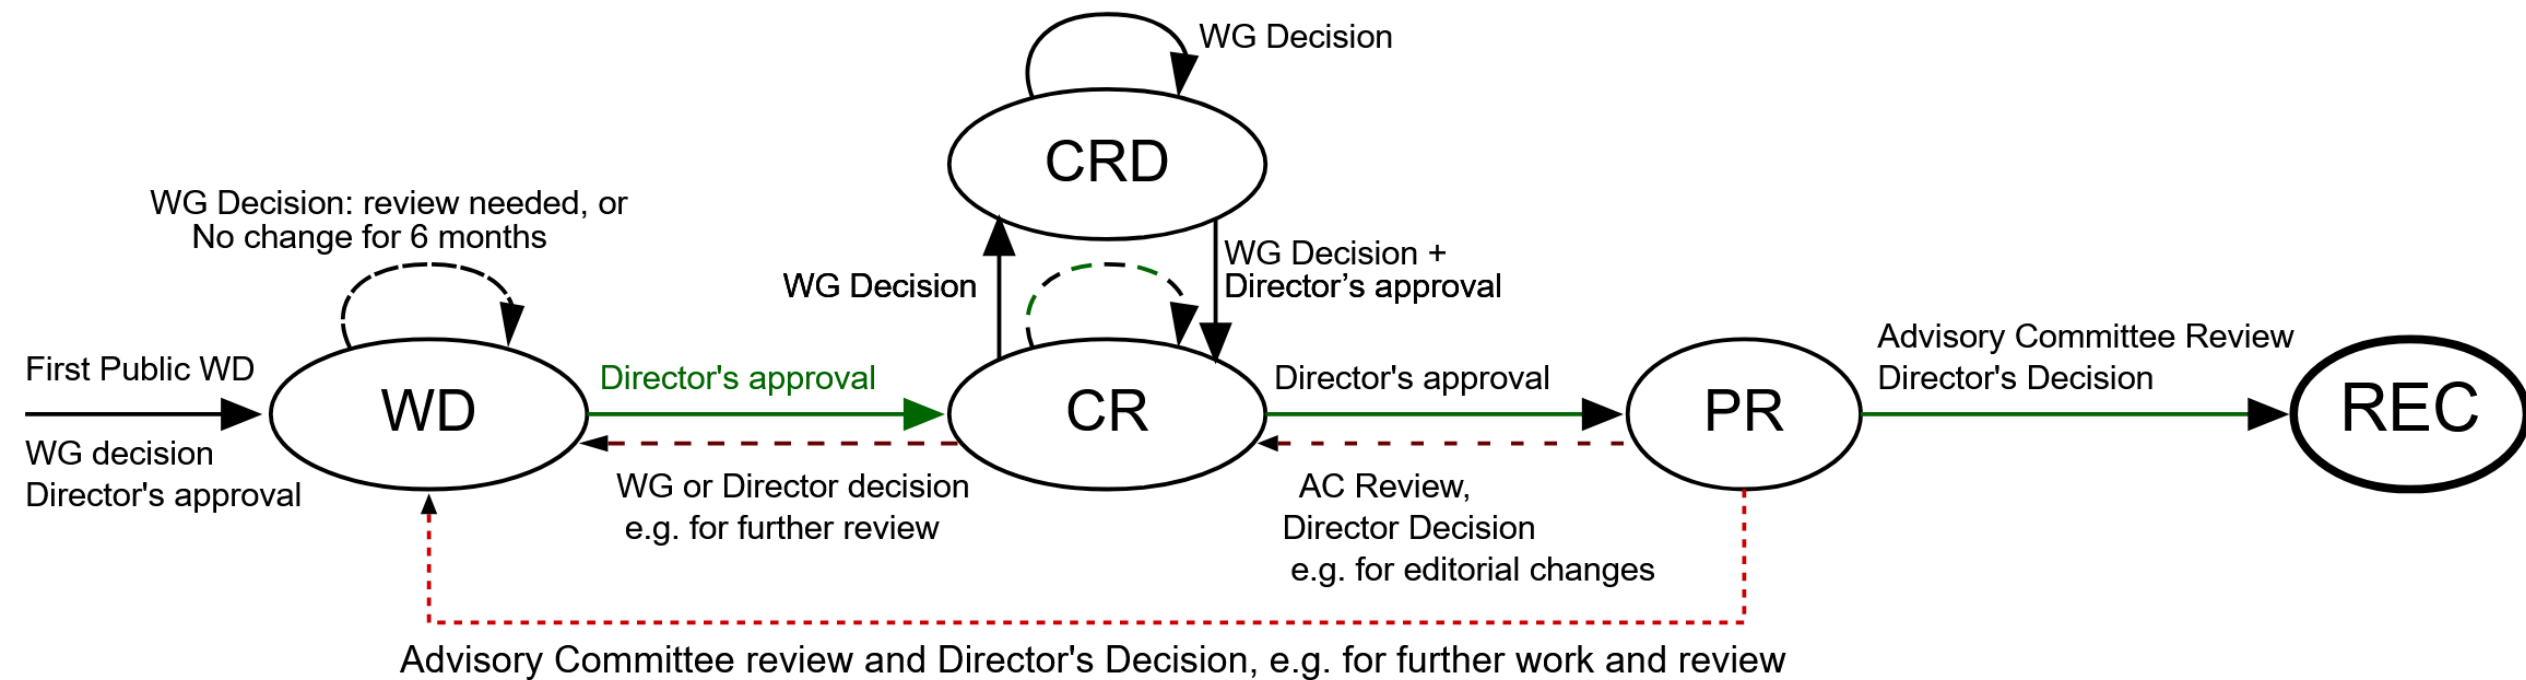 WG Decision
CRD
WG Decision: review needed, or
No change for 6 months
WG Decision
WG Decision +
Director’s approval
First Public WD
WG decision
Director's approval
WD
Director's approval
WG or Director decision
e.g. for further review
CR
Director's approval
AC Review,
Director Decision
e.g. for editorial changes
PR
Advisory Committee Review
Director's Decision
REC
Advisory Committee review and Director's Decision, e.g. for further work and review